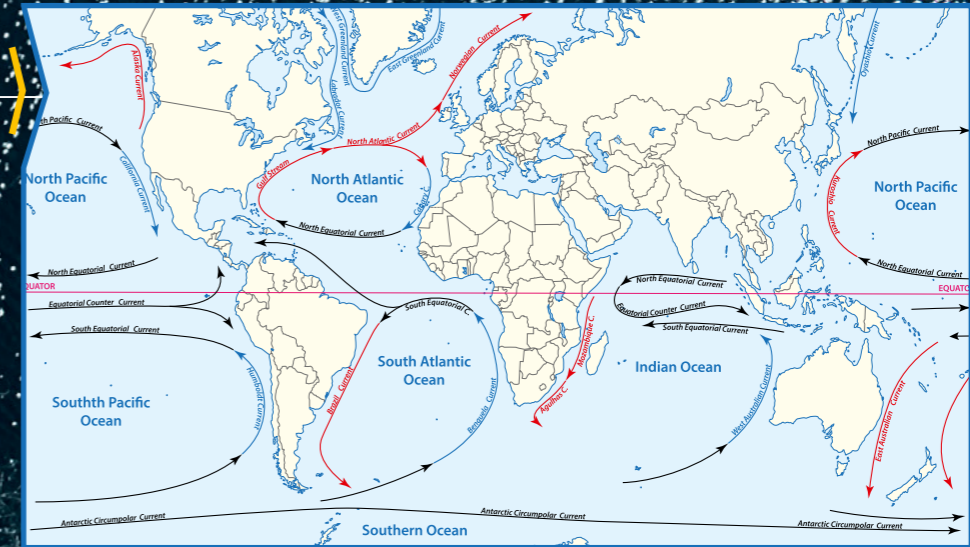 Alaska Current
West Greenland Current
East Greenland Current
Labrador Current
Norwegian Current
Oyashio Current
th Pacific Current
California Current
North Atlantic Current
Gulf Stream
North Pacific Current
North Pacific
Ocean
North Atlantic
Ocean
Canary C.
Kuroshio Current
North Pacific
Ocean
North Equatorial Current
North Equatorial Current
North Equatorial Current
North Equatorial Current
QUATOR
EQUATO
Equatorial Counter Current
South Equatorial C.
Equatorial Counter Current
South Equatorial Current
South Equatorial Current
Mozambique C.
South Atlantic
Ocean
Indian Ocean
Southth Pacific
Ocean
Humboldt Current
Brazil Current
Benguela Current
Agulhas C.
West Australian Current
East Australian Current
Antarctic Circumpolar Current
Antarctic Circumpolar Current
Antarctic Circumpolar Current
Southern Ocean